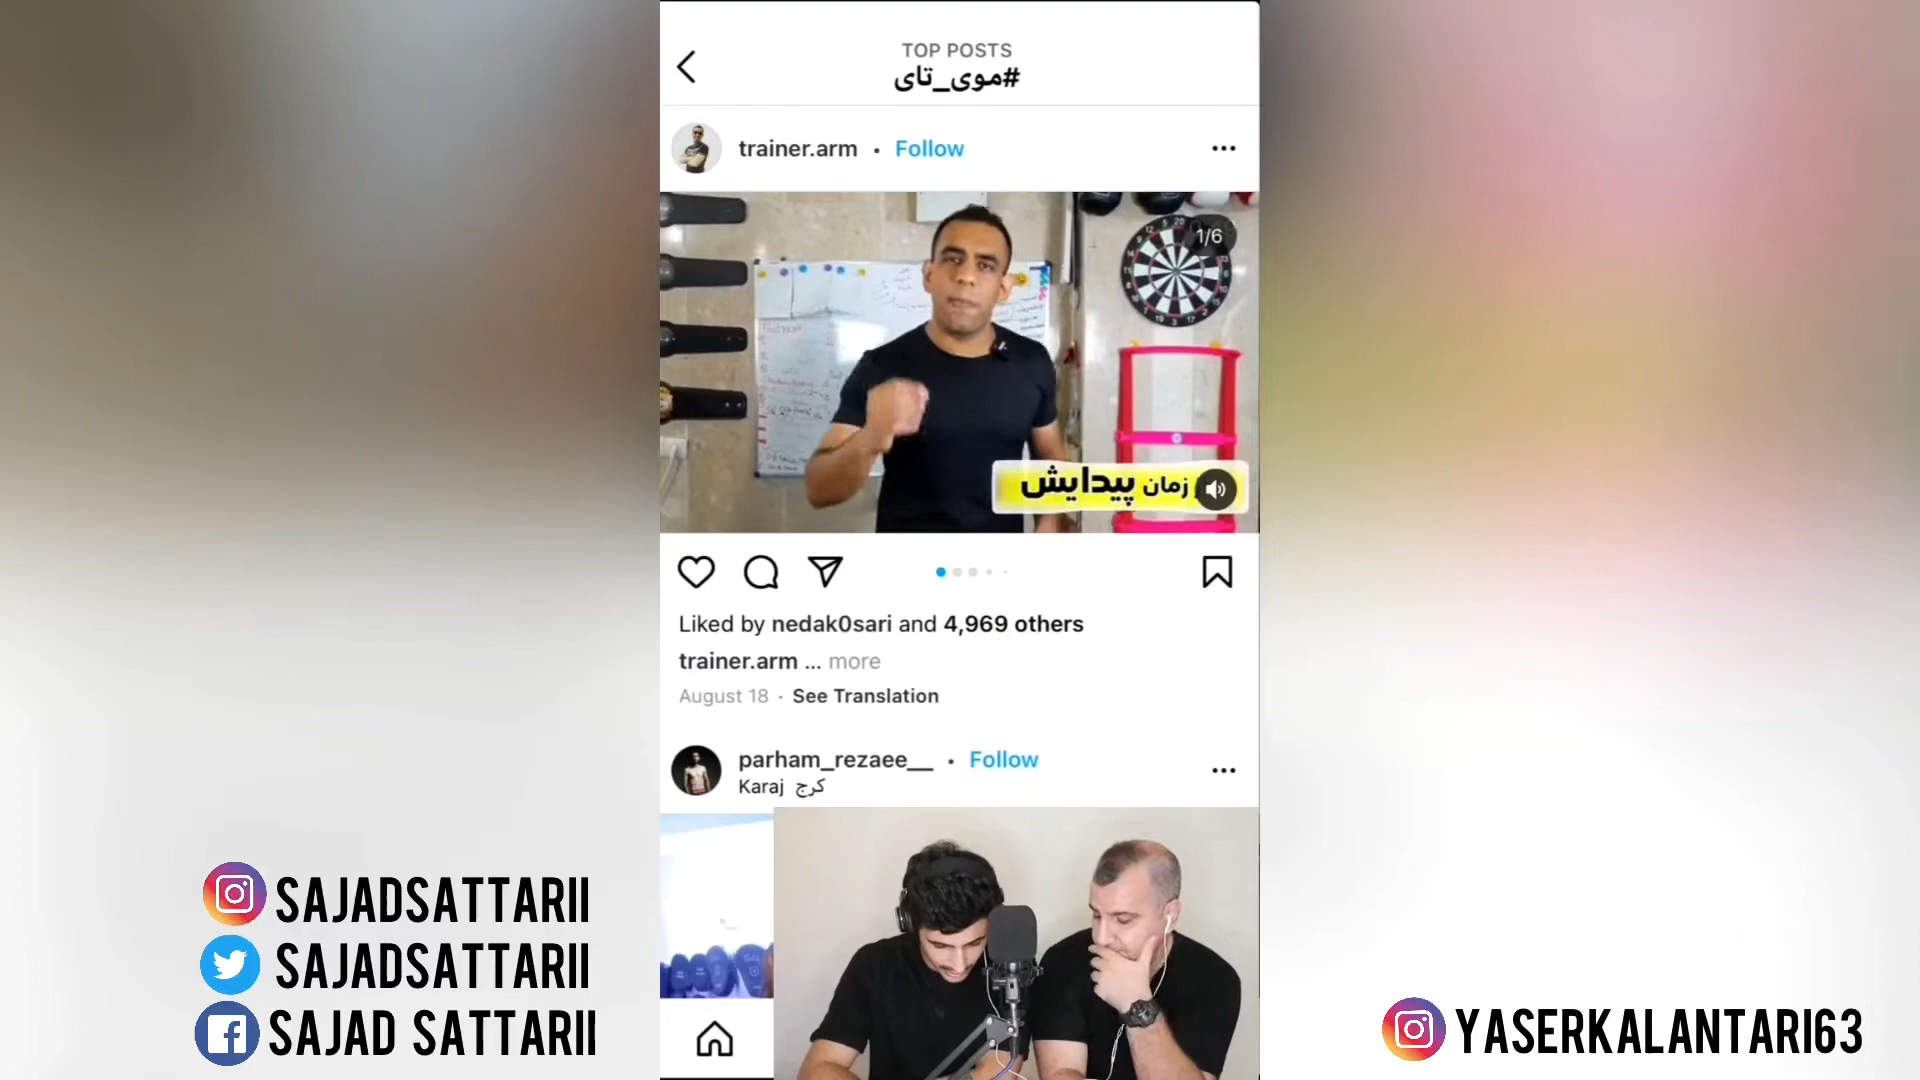 TOP POSTS
#موی_تای
trainer.arm • Follow
1/6
زمان پیدایش
Liked by nedak0sari and 4,969 others
trainer.arm ... more
August 18 · See Translation
parham_rezaee__ • Follow
Karaj کرج
SAJADSATTARII
SAJADSATTARII
SAJAD SATTARII
YASERKALANTARI63